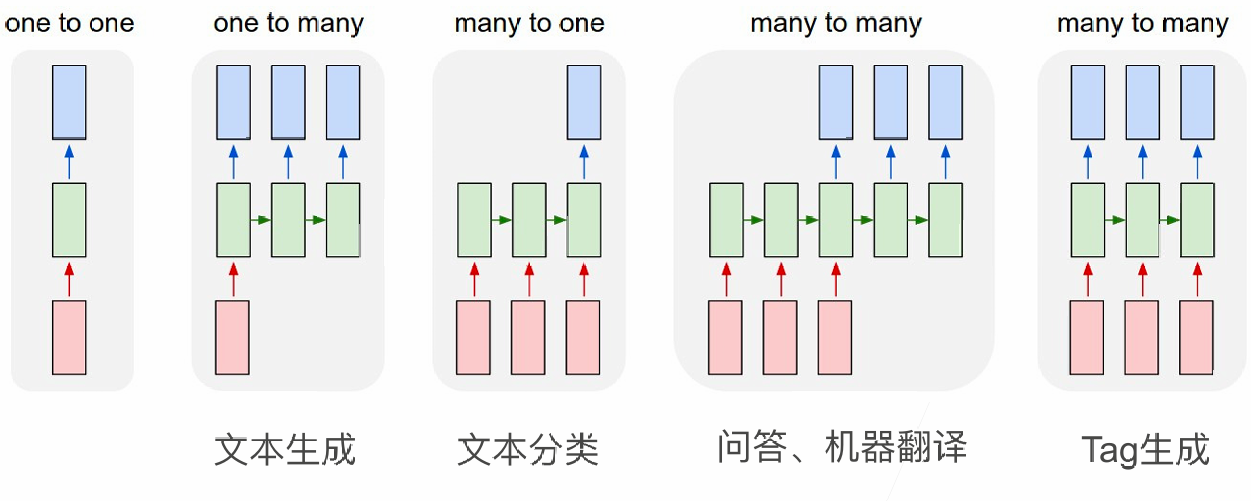 one to one
one to many
many to one
many to many
many to many
文本生成
文本分类
问答、机器翻译
Tag生成